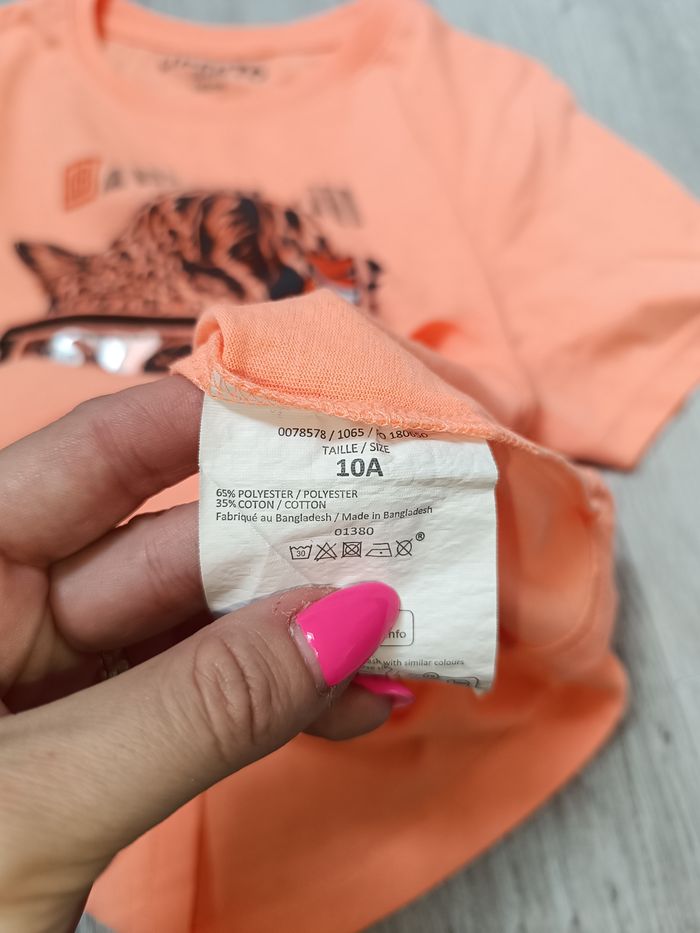 0078578 / 1065 /
TAILLE / SIZE
10A
65% POLYESTER / POLYESTER
35% COTON / COTTON
Fabriqué au Bangladesh / Made in Bangladesh
01380
30
®
with similar colours